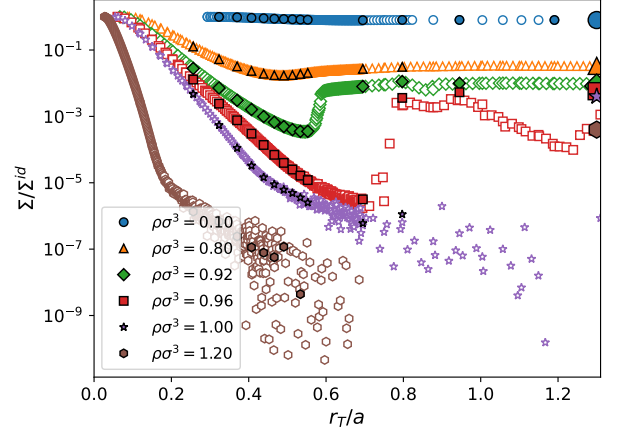 10⁻¹
10⁻³
10⁻⁵
10⁻⁷
10⁻⁹
Σ/Σⁱᵈ
ρσ³ = 0.10
ρσ³ = 0.80
ρσ³ = 0.92
ρσ³ = 0.96
ρσ³ = 1.00
ρσ³ = 1.20
0.0 0.2 0.4 0.6 0.8 1.0 1.2
r_T/a